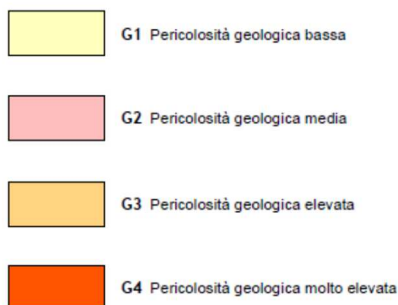 G1 Pericolosità geologica bassa
G2 Pericolosità geologica media
G3 Pericolosità geologica elevata
G4 Pericolosità geologica molto elevata